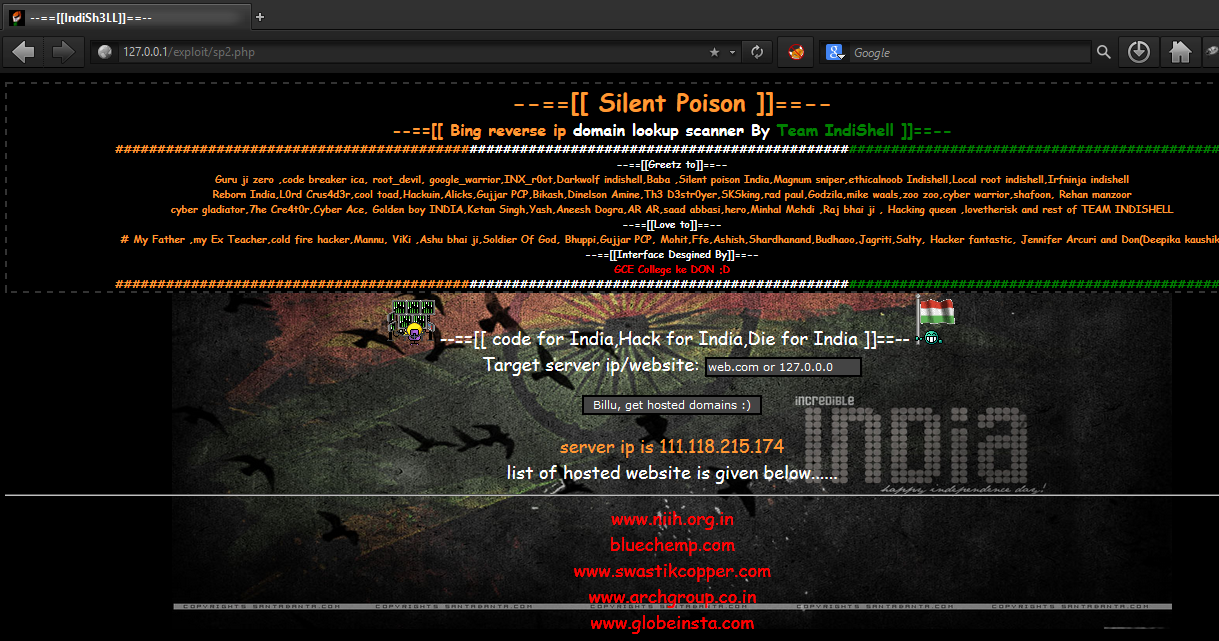 --==[[IndiSh3LL]]==--
127.0.0.1/exploit/sp2.php
Google
--==[[ Silent Poison ]]==--
--==[[ Bing reverse ip domain lookup scanner By Team IndiShell ]]==--
--==[[Greetz to]]==--
Guru ji zero ,code breaker ica, root_devil, google_warrior,INX_r0ot,Darkwolf indishell,Baba ,Silent poison India,Magnum sniper,ethicalnoob Indishell,Local root indishell,Irfninja indishell
Reborn India,L0rd Crus4d3r,cool toad,Hackuin,Alicks,Gujjar PCP,Bikash,Dinelson Amine,Th3 D3str0yer,SKSking,rad paul,Godzila,mike waals,zoo zoo,cyber warrior,shafoon, Rehan manzoor
cyber gladiator,7he Cre4t0r,Cyber Ace, Golden boy INDIA,Ketan Singh,Yash,Aneesh Dogra,AR AR,saad abbasi,hero,Minhal Mehdi ,Raj bhai ji , Hacking queen ,lovetherisk and rest of TEAM INDISHELL
--==[[Love to]]==--
# My Father ,my Ex Teacher,cold fire hacker,Mannu, ViKi ,Ashu bhai ji,Soldier Of God, Bhuppi,Gujjar PCP, Mohit,Ffe,Ashish,Shardhanand,Budhaoo,Jagriti,Salty, Hacker fantastic, Jennifer Arcuri and Don(Deepika kaushik
--==[[Interface Desgined By]]==--
GCE College ke DON :D
--==[[ code for India,Hack for India,Die for India ]]==--
Target server ip/website: web.com or 127.0.0.0
Billu, get hosted domains :)
incredible
india
happy independence day!
server ip is 111.118.215.174
list of hosted website is given below......
www.njih.org.in
bluechemp.com
www.swastikcopper.com
www.archgroup.co.in
COPYRIGHTS SANTABANTA.COM COPYRIGHTS SANTABANTA.COM COPYRIGHTS SANTABANTA.COM COPYRIGHTS SANTABANTA.COM COPYRIGHTS SANTABANTA.COM
www.globeinsta.com